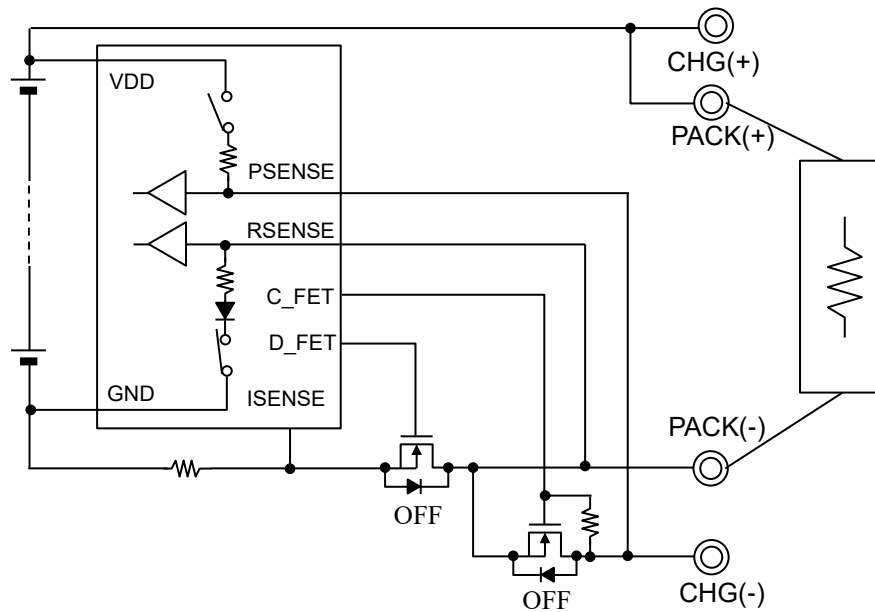 CHG(+)
VDD
PACK(+)
PSENSE
RSENSE
C_FET
D_FET
GND
ISENSE
PACK(-)
OFF
CHG(-)
OFF